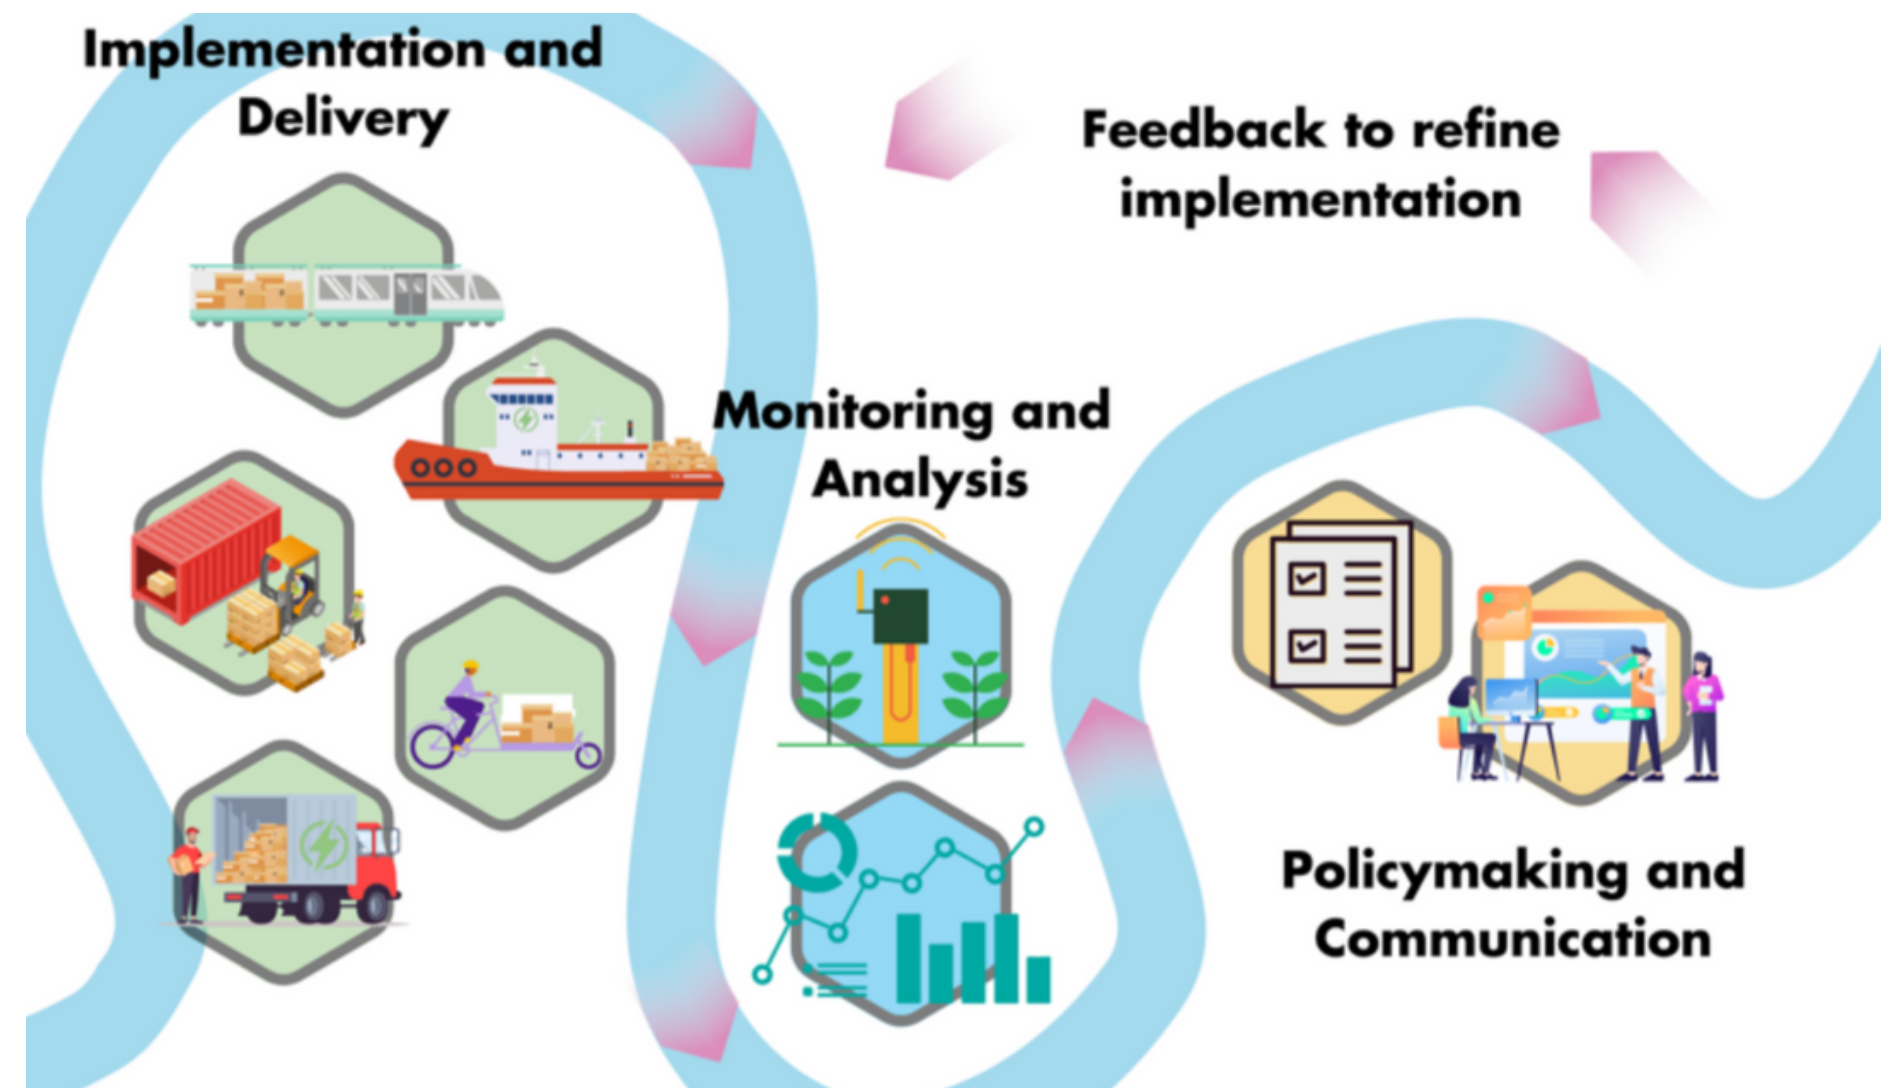 Implementation and
Delivery
Feedback to refine
implementation
Monitoring and
Analysis
Policymaking and
Communication